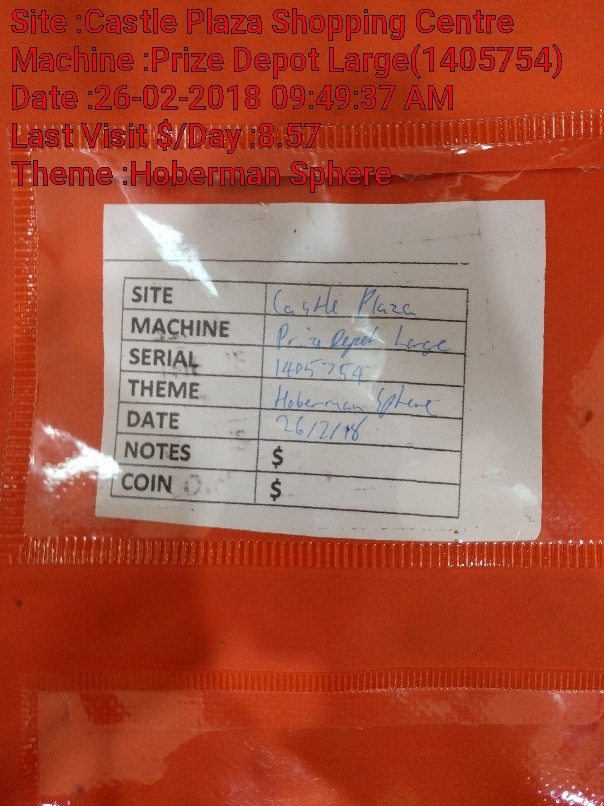 Site :Castle Plaza Shopping Centre
Machine :Prize Depot Large(1405754)
Date :26-02-2018 09:49:37 AM
Last Visit $/Day :8.57
Theme :Hoberman Sphere
SITE Castle Plaza
MACHINE Prize Depot Large
SERIAL 1405754
THEME Hoberman Sphere
DATE 26/2/18
NOTES $
COIN $